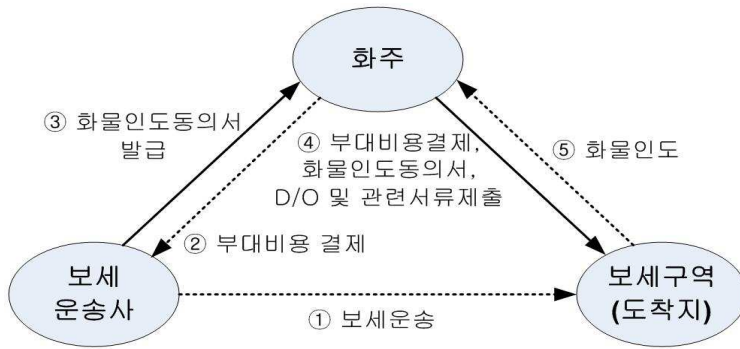 화주
③ 화물인도동의서
발급
④ 부대비용결제,
화물인도동의서,
D/O 및 관련서류제출
⑤ 화물인도
② 부대비용 결제
보세
운송사
보세구역
(도착지)
① 보세운송